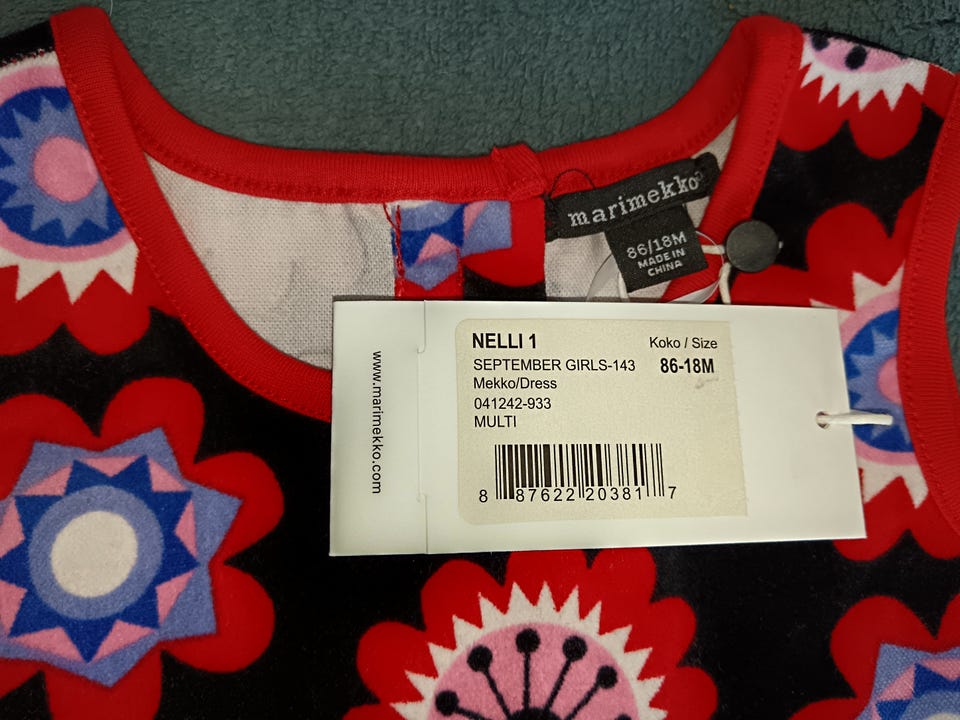 marimekko®
86/18M
MADE IN
CHINA
www.marimekko.com
NELLI 1
Koko / Size
SEPTEMBER GIRLS-143
86-18M
Mekko/Dress
041242-933
MULTI
8 87622 20381 7